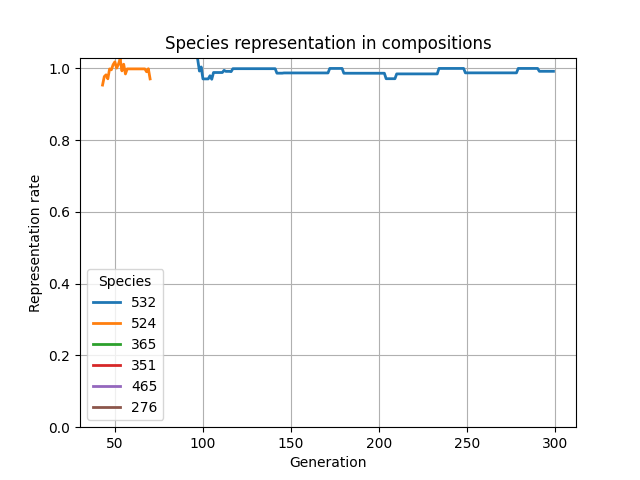 Species representation in compositions
1.0
0.8
0.6
0.4
0.2
0.0
Representation rate
Species
532
524
365
351
465
276
50 100 150 200 250 300
Generation